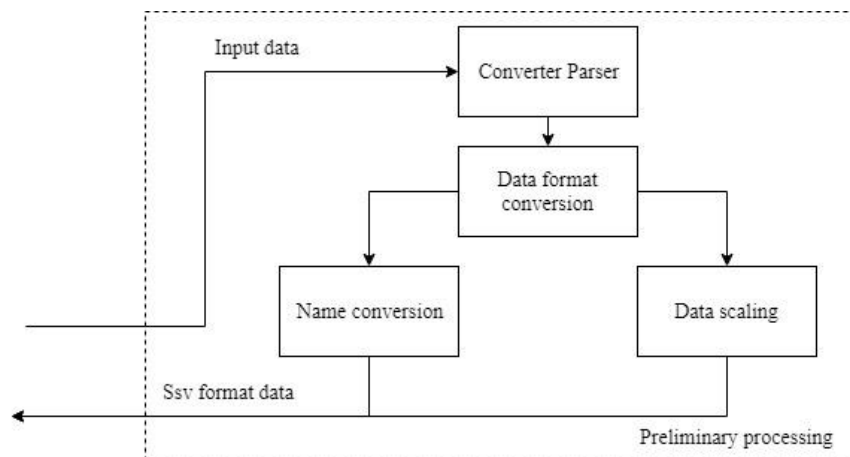 Input data
Converter Parser
Data format
conversion
Name conversion
Data scaling
Ssv format data
Preliminary processing